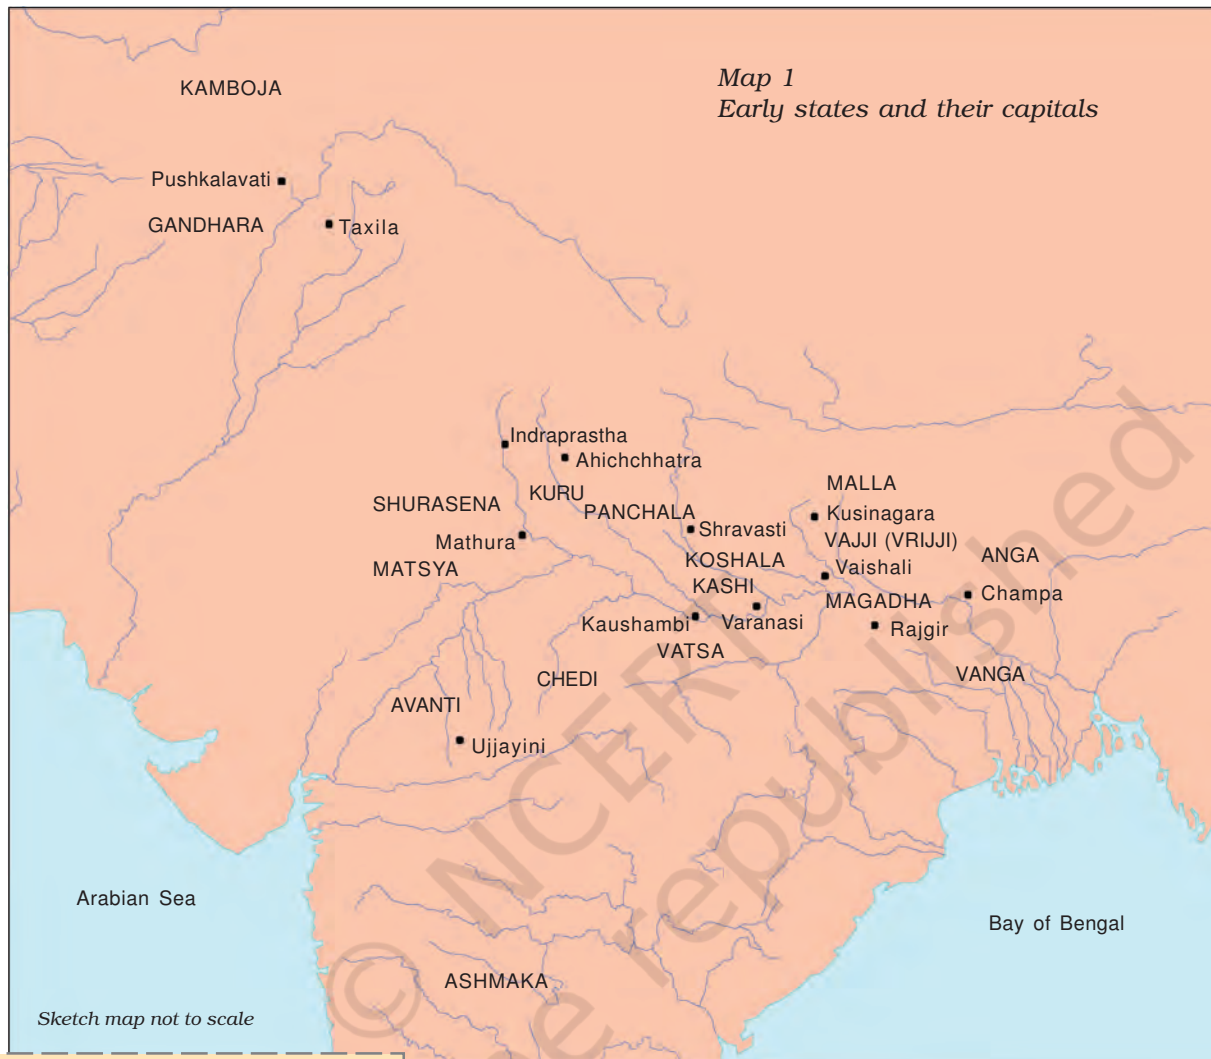 Map 1
Early states and their capitals
KAMBOJA
Pushkalavati
GANDHARA
Taxila
Indraprastha
Ahichchhatra
MALLA
KURU
SHURASENA
PANCHALA
Kusinagara
Shravasti
Mathura
VAJJI (VRIJJI)
ANGA
KOSHALA
MATSYA
Vaishali
KASHI
Champa
MAGADHA
Kaushambi
Varanasi
Rajgir
VATSA
VANGA
CHEDI
AVANTI
Ujjayini
Arabian Sea
Bay of Bengal
ASHMAKA
Sketch map not to scale
© NCERT
be republished